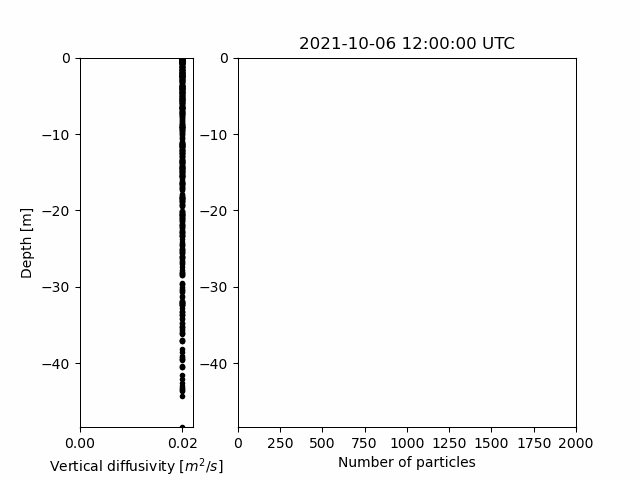 2021-10-06 12:00:00 UTC
0
−10
−20
−30
−40
Depth [m]
0.00 0.02
Vertical diffusivity [m²/s]
0
−10
−20
−30
−40
0 250 500 750 1000 1250 1500 1750 2000
Number of particles